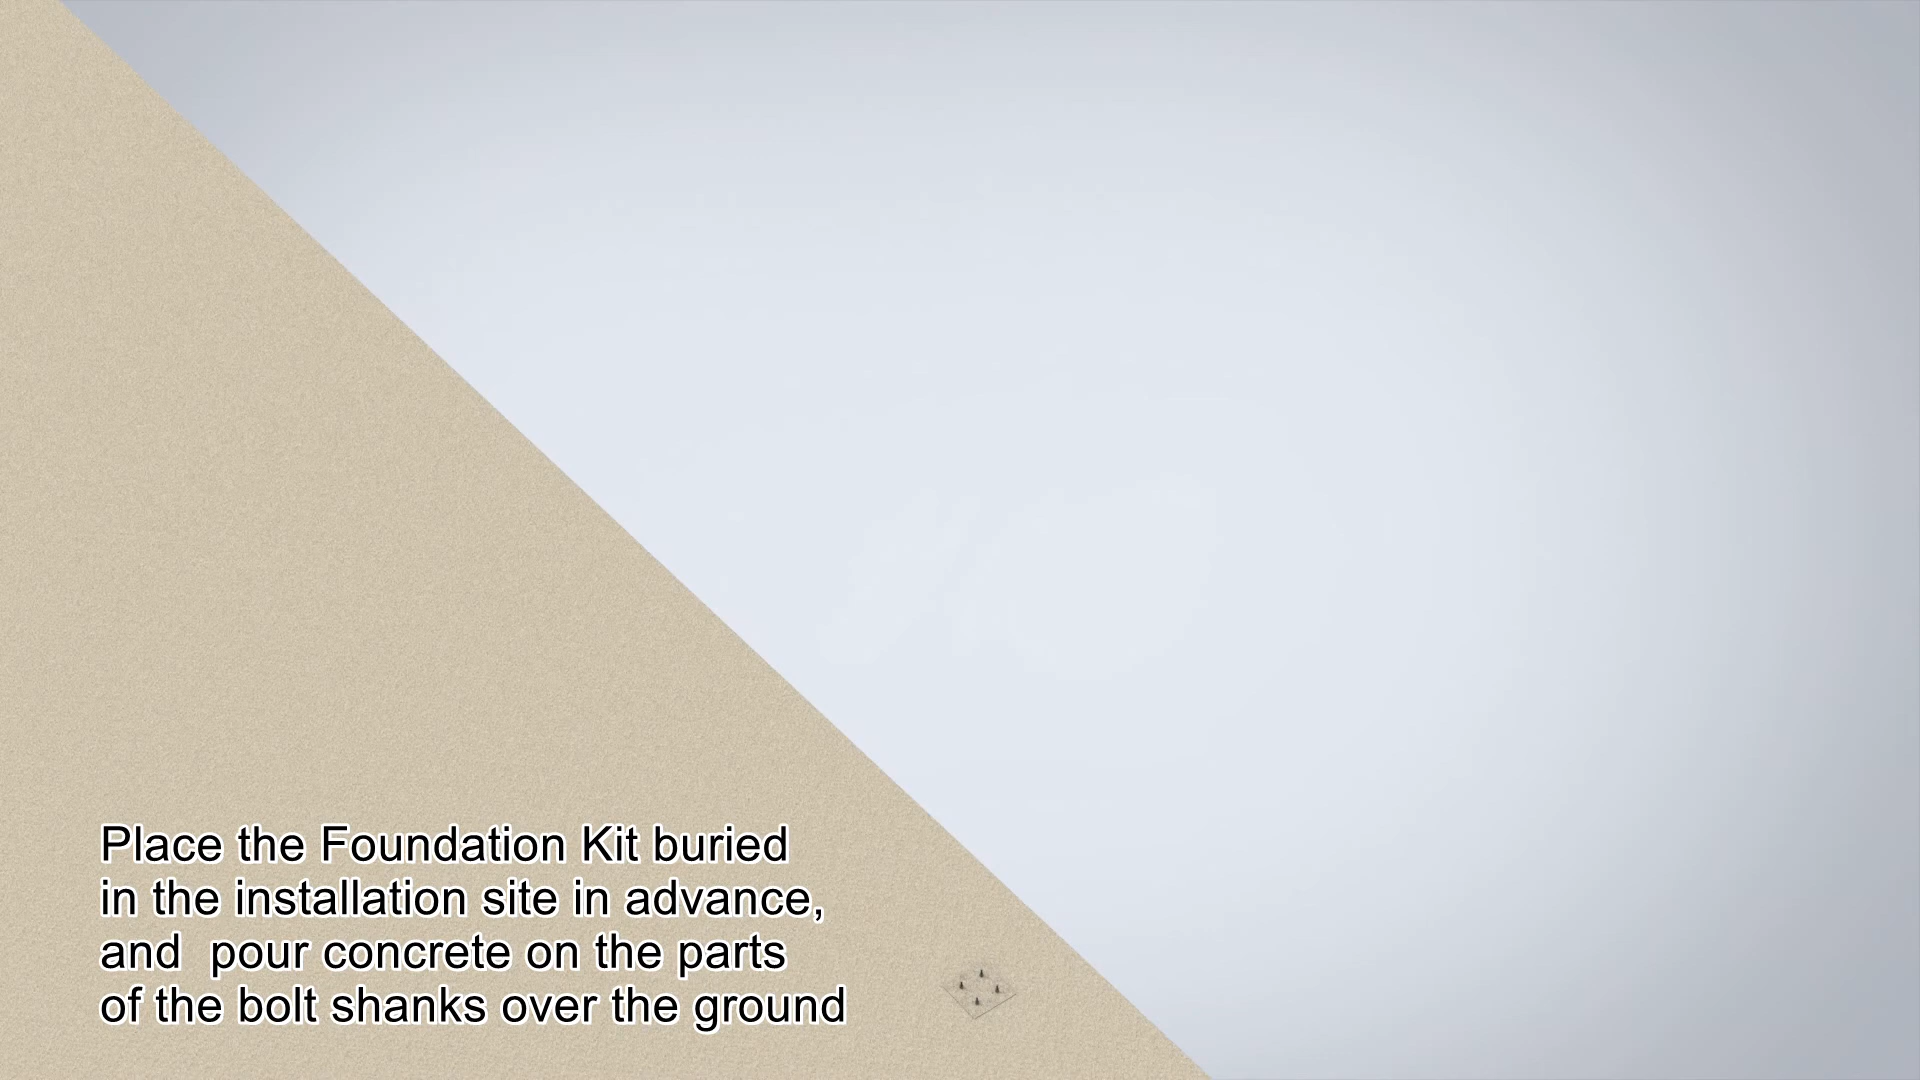 Place the Foundation Kit buried
in the installation site in advance,
and  pour concrete on the parts
of the bolt shanks over the ground